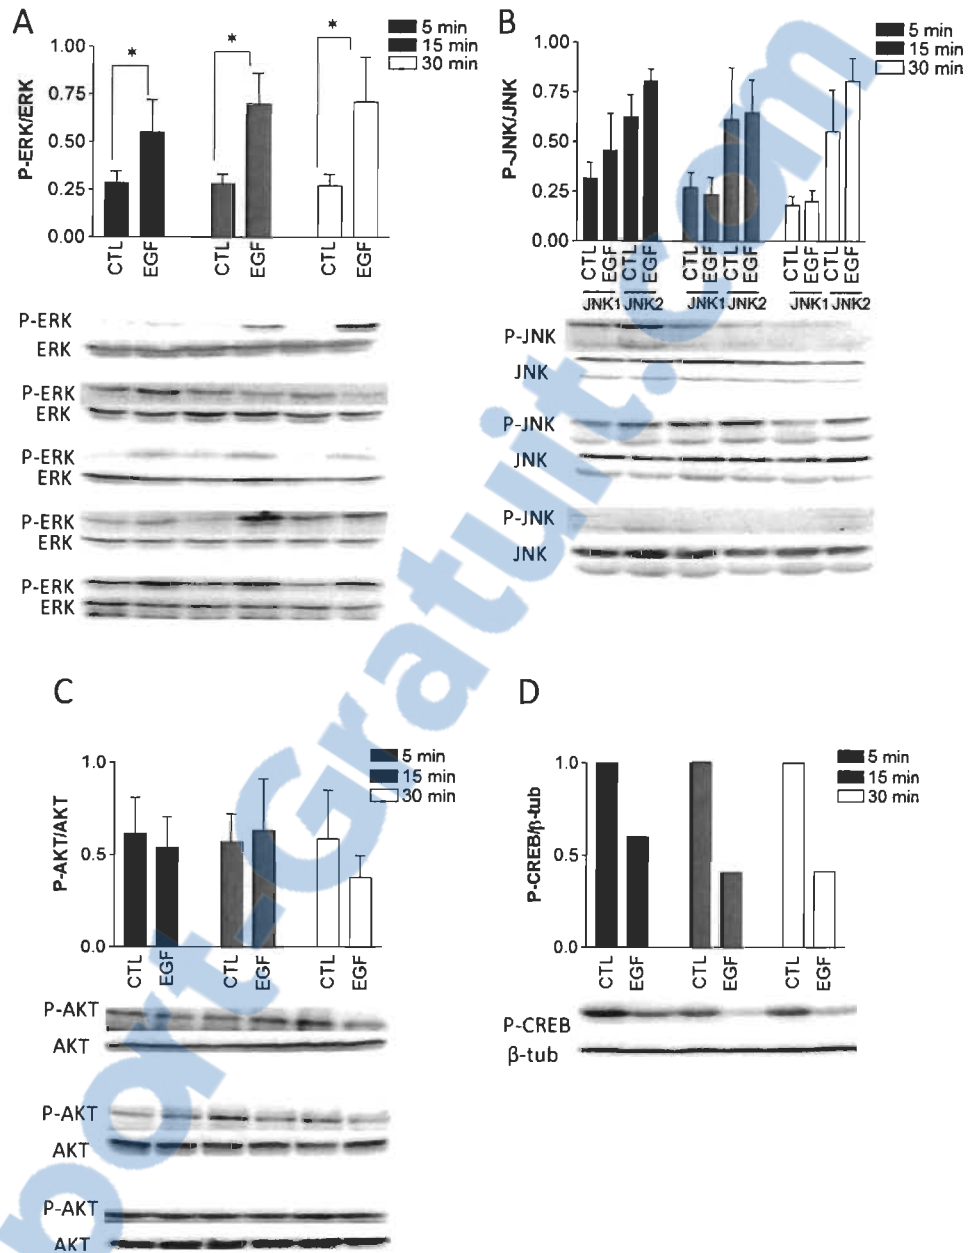 A
P-ERK/ERK
1.00
0.75
0.50
0.25
0.00
*
*
*
5 min
15 min
30 min
CTL
EGF
CTL
EGF
CTL
EGF
P-ERK
ERK
P-ERK
ERK
P-ERK
ERK
P-ERK
ERK
P-ERK
ERK
B
P-JNK/JNK
1.00
0.75
0.50
0.25
0.00
5 min
15 min
30 min
CTL EGF CTL EGF CTL EGF CTL EGF CTL EGF CTL EGF
JNK1 JNK2 JNK1 JNK2 JNK1 JNK2
P-JNK
JNK
P-JNK
JNK
P-JNK
JNK
C
P-AKT/AKT
1.0
0.5
0.0
5 min
15 min
30 min
CTL
EGF
CTL
EGF
CTL
EGF
P-AKT
AKT
P-AKT
AKT
P-AKT
AKT
D
P-CREB/β-tub
1.0
0.5
0.0
5 min
15 min
30 min
CTL
EGF
CTL
EGF
CTL
EGF
P-CREB
β-tub
port-Gratuit.com